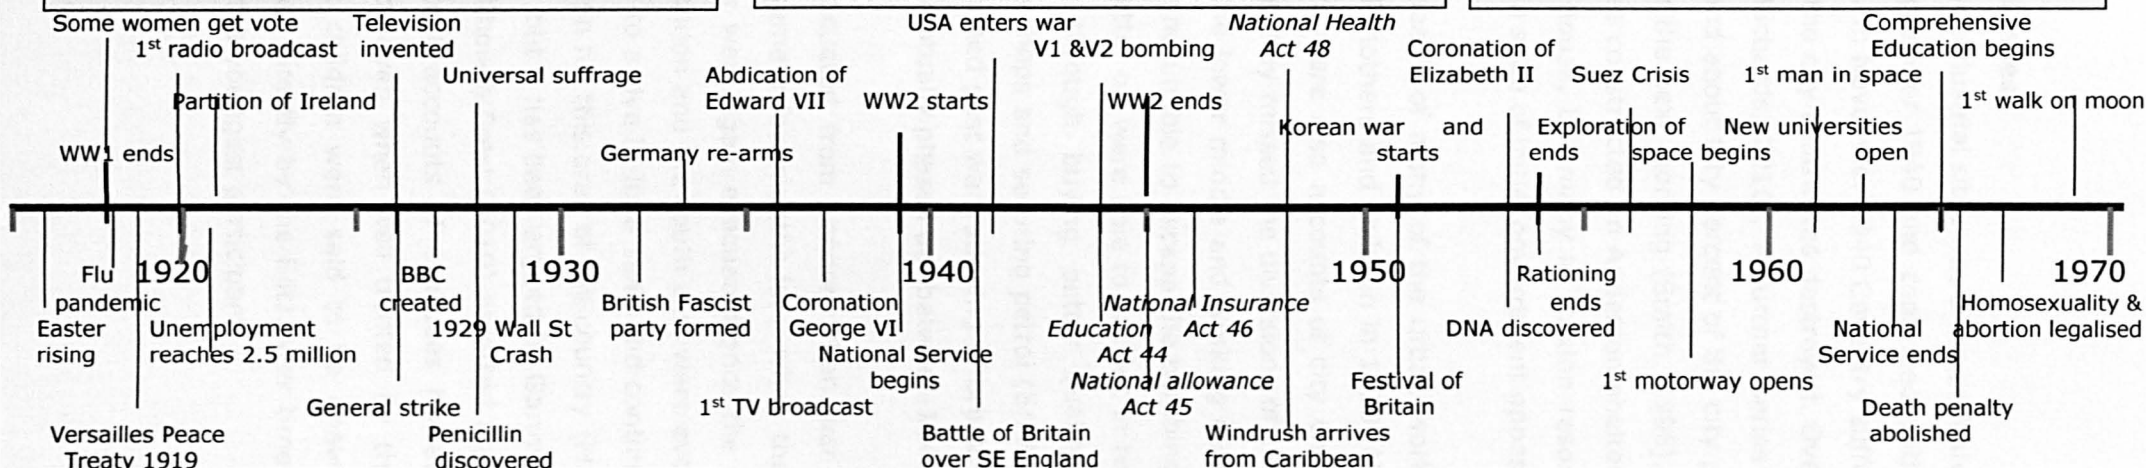 Some women get vote
1st radio broadcast
Television
invented
Universal suffrage
Partition of Ireland
WW1 ends
Abdication of
Edward VII
Germany re-arms
WW2 starts
USA enters war
V1 &V2 bombing
WW2 ends
National Health
Act 48
Korean war
starts
Coronation of
Elizabeth II
and
Suez Crisis
Exploration of
space begins
ends
1st man in space
New universities
open
Comprehensive
Education begins
1st walk on moon
1920
1930
1940
1950
1960
1970
Flu
pandemic
Easter
rising
Unemployment
reaches 2.5 million
Versailles Peace
Treaty 1919
BBC
created
1929 Wall St
Crash
General strike
Penicillin
discovered
British Fascist
party formed
Coronation
George VI
National Service
begins
1st TV broadcast
Battle of Britain
over SE England
National Insurance
Act 46
Education
Act 44
National allowance
Act 45
Windrush arrives
from Caribbean
Festival of
Britain
Rationing
ends
DNA discovered
1st motorway opens
National
Service ends
Death penalty
abolished
Homosexuality &
abortion legalised